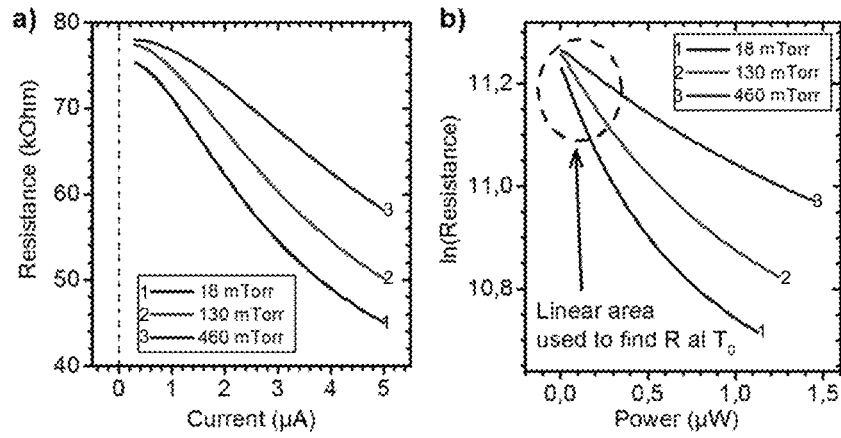 a)
80
70
60
50
40
Resistance (kOhm)
1 18 mTorr
2 130 mTorr
3 460 mTorr
3
2
1
0 1 2 3 4 5
Current (µA)
b)
11,2
11,0
10,8
ln(Resistance)
1 18 mTorr
2 130 mTorr
3 460 mTorr
3
2
1
Linear area
used to find R at T0
0,0 0,5 1,0 1,5
Power (µW)